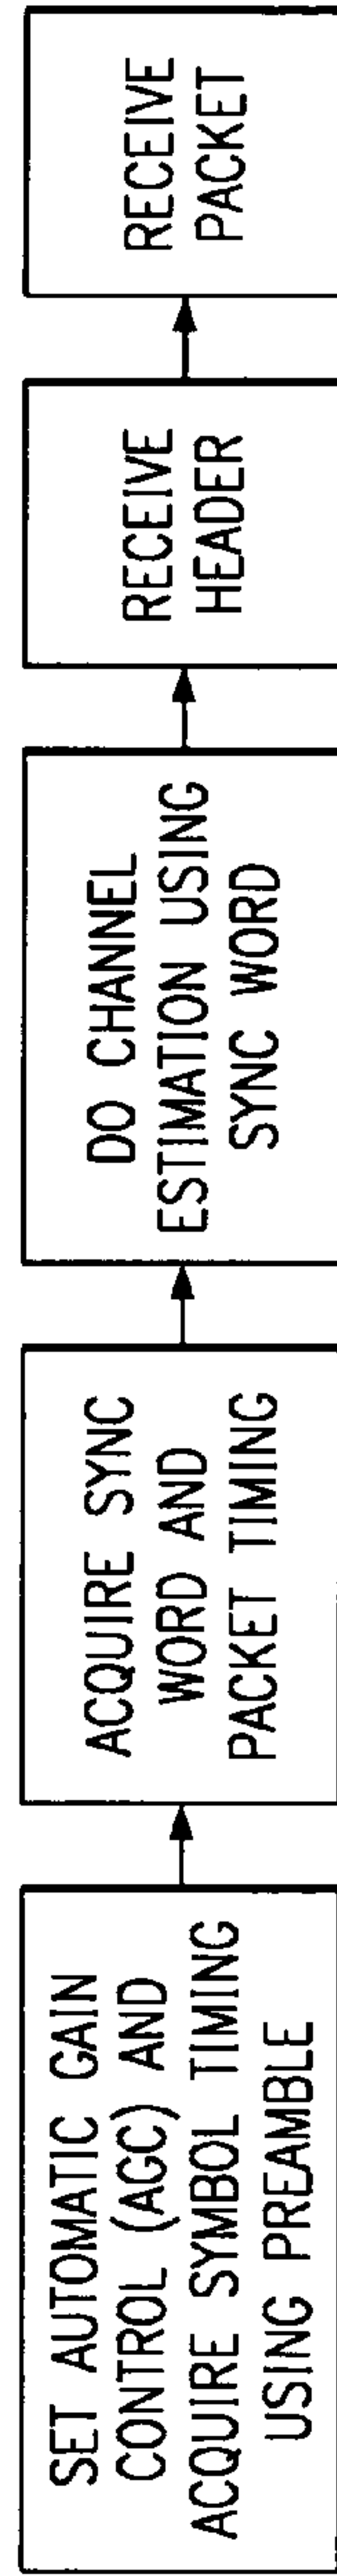 SET AUTOMATIC GAIN
CONTROL (AGC) AND
ACQUIRE SYMBOL TIMING
USING PREAMBLE
ACQUIRE SYNC
WORD AND
PACKET TIMING
DO CHANNEL
ESTIMATION USING
SYNC WORD
RECEIVE
HEADER
RECEIVE
PACKET